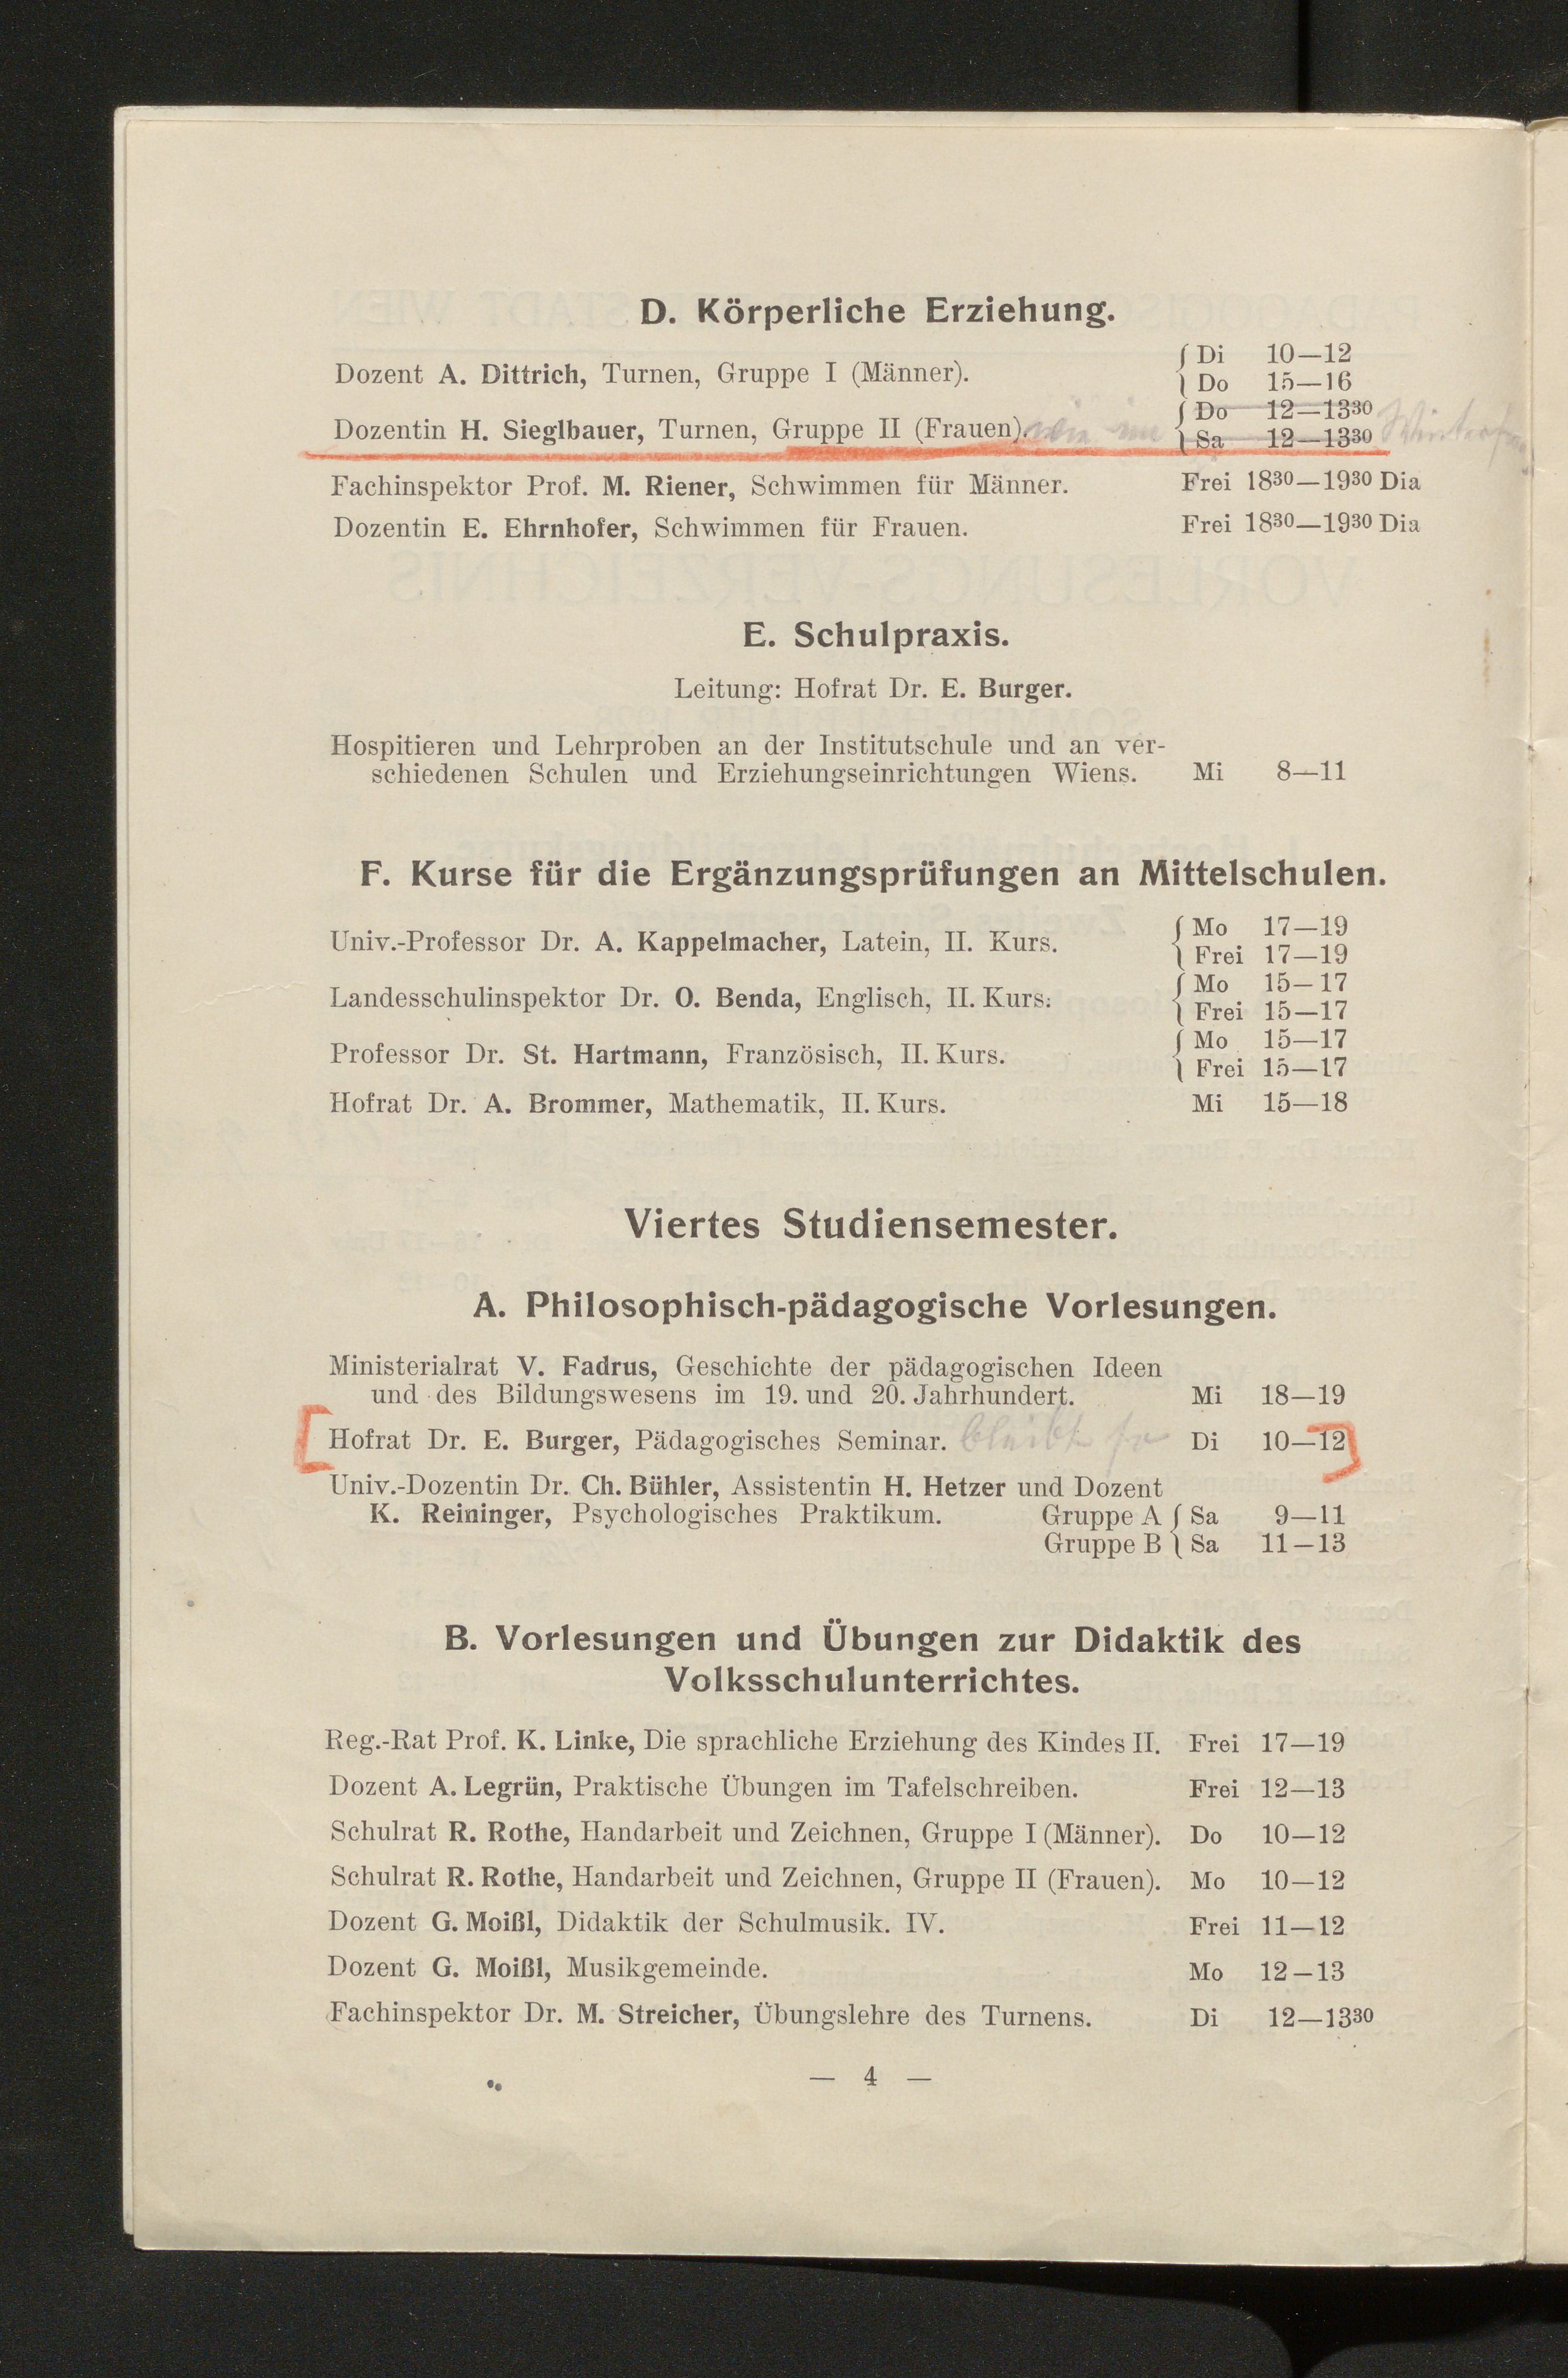 D. Körperliche Erziehung.
Dozent A. Dittrich, Turnen, Gruppe I (Männer). { Di 10—12
Do 15—16
Dozentin H. Sieglbauer, Turnen, Gruppe II (Frauen). wie im { Do 12—13³⁰
Sa 12—13³⁰
Fachinspektor Prof. M. Riener, Schwimmen für Männer. Frei 18³⁰—19³⁰ Dia
Dozentin E. Ehrnhofer, Schwimmen für Frauen. Frei 18³⁰—19³⁰ Dia
E. Schulpraxis.
Leitung: Hofrat Dr. E. Burger.
Hospitieren und Lehrproben an der Institutschule und an ver-
schiedenen Schulen und Erziehungseinrichtungen Wiens. Mi 8—11
F. Kurse für die Ergänzungsprüfungen an Mittelschulen.
Univ.-Professor Dr. A. Kappelmacher, Latein, II. Kurs. { Mo 17—19
Frei 17—19
Landesschulinspektor Dr. O. Benda, Englisch, II. Kurs. { Mo 15—17
Frei 15—17
Professor Dr. St. Hartmann, Französisch, II. Kurs. { Mo 15—17
Frei 15—17
Hofrat Dr. A. Brommer, Mathematik, II. Kurs. Mi 15—18
Viertes Studiensemester.
A. Philosophisch-pädagogische Vorlesungen.
Ministerialrat V. Fadrus, Geschichte der pädagogischen Ideen
und des Bildungswesens im 19. und 20. Jahrhundert. Mi 18—19
[Hofrat Dr. E. Burger, Pädagogisches Seminar. bleibt so Di 10—12]
Univ.-Dozentin Dr. Ch. Bühler, Assistentin H. Hetzer und Dozent
K. Reininger, Psychologisches Praktikum. Gruppe A { Sa 9—11
Gruppe B Sa 11—13
B. Vorlesungen und Übungen zur Didaktik des
Volksschulunterrichtes.
Reg.-Rat Prof. K. Linke, Die sprachliche Erziehung des Kindes II. Frei 17—19
Dozent A. Legrün, Praktische Übungen im Tafelschreiben. Frei 12—13
Schulrat R. Rothe, Handarbeit und Zeichnen, Gruppe I (Männer). Do 10—12
Schulrat R. Rothe, Handarbeit und Zeichnen, Gruppe II (Frauen). Mo 10—12
Dozent G. Moißl, Didaktik der Schulmusik. IV. Frei 11—12
Dozent G. Moißl, Musikgemeinde. Mo 12—13
Fachinspektor Dr. M. Streicher, Übungslehre des Turnens. Di 12—13³⁰
— 4 —